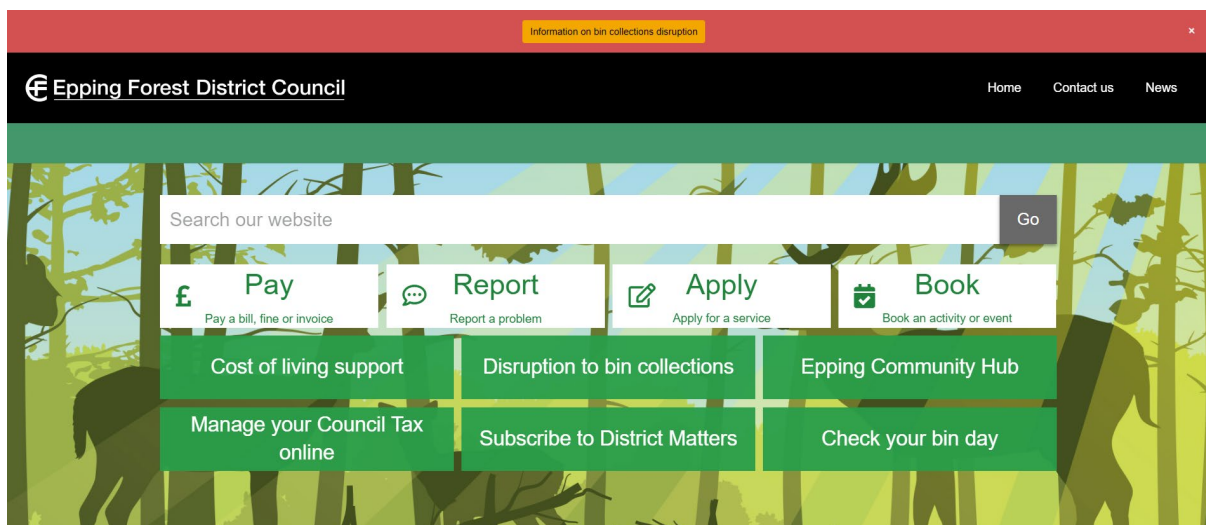 Information on bin collections disruption
×
Epping Forest District Council
Home
Contact us
News
Search our website
Go
£
Pay
Pay a bill, fine or invoice
Report
Report a problem
Apply
Apply for a service
Book
Book an activity or event
Cost of living support
Disruption to bin collections
Epping Community Hub
Manage your Council Tax
online
Subscribe to District Matters
Check your bin day